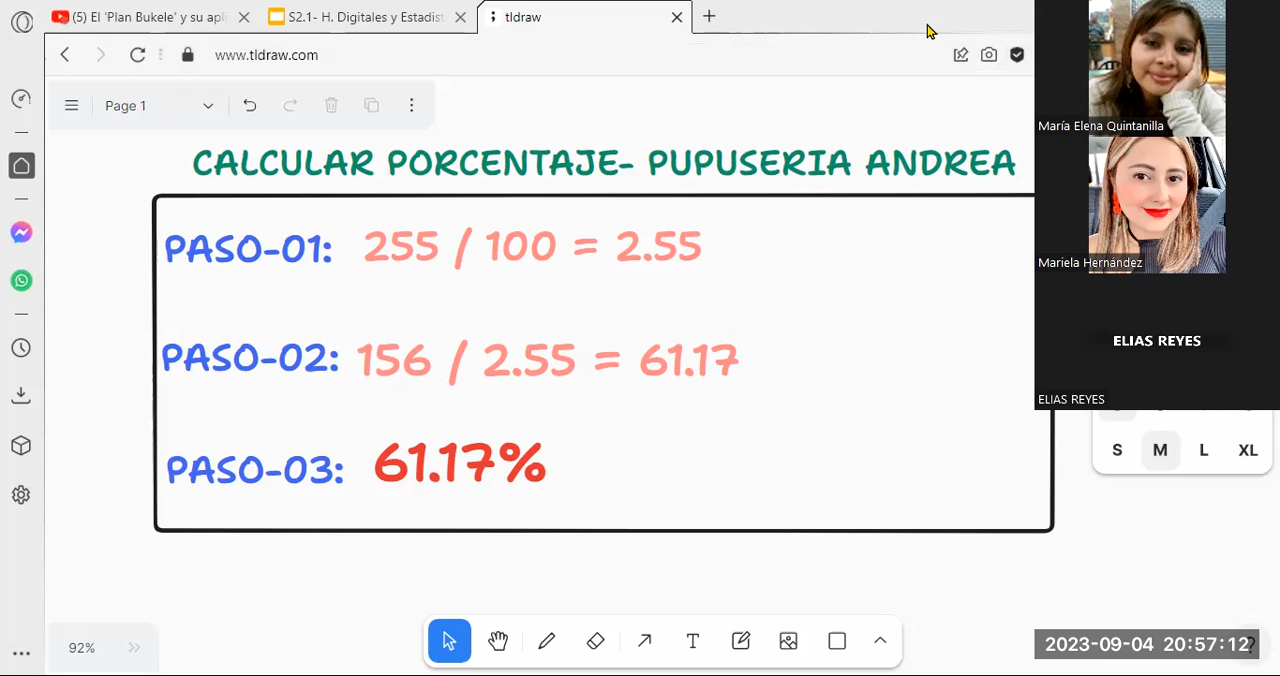 (5) El 'Plan Bukele' y su apli
S2.1- H. Digitales y Estadist
tldraw
www.tldraw.com
Page 1
CALCULAR PORCENTAJE- PUPUSERIA ANDREA
PASO-01: 255 / 100 = 2.55
PASO-02: 156 / 2.55 = 61.17
PASO-03: 61.17%
María Elena Quintanilla
Mariela Hernández
ELIAS REYES
ELIAS REYES
S M L XL
92%
2023-09-04 20:57:12